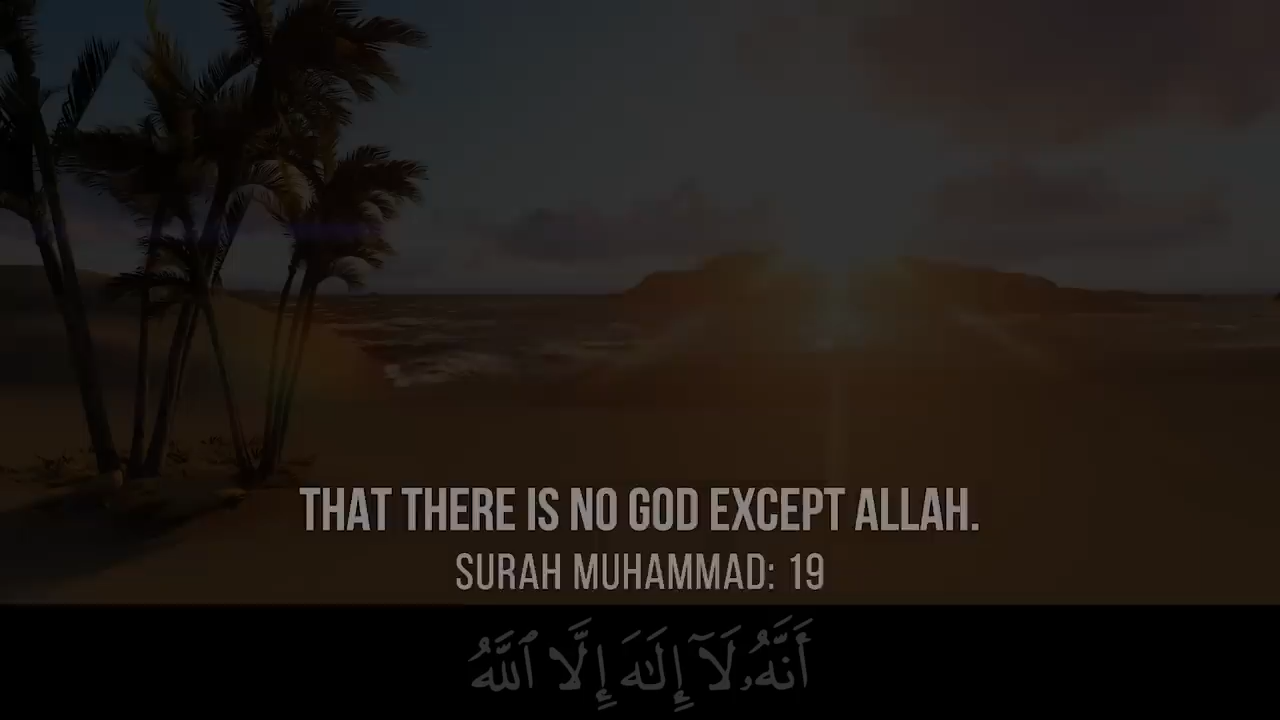 THAT THERE IS NO GOD EXCEPT ALLAH.
SURAH MUHAMMAD: 19
أَنَّهُۥ لَآ إِلَـٰهَ إِلَّا ٱللَّهُ